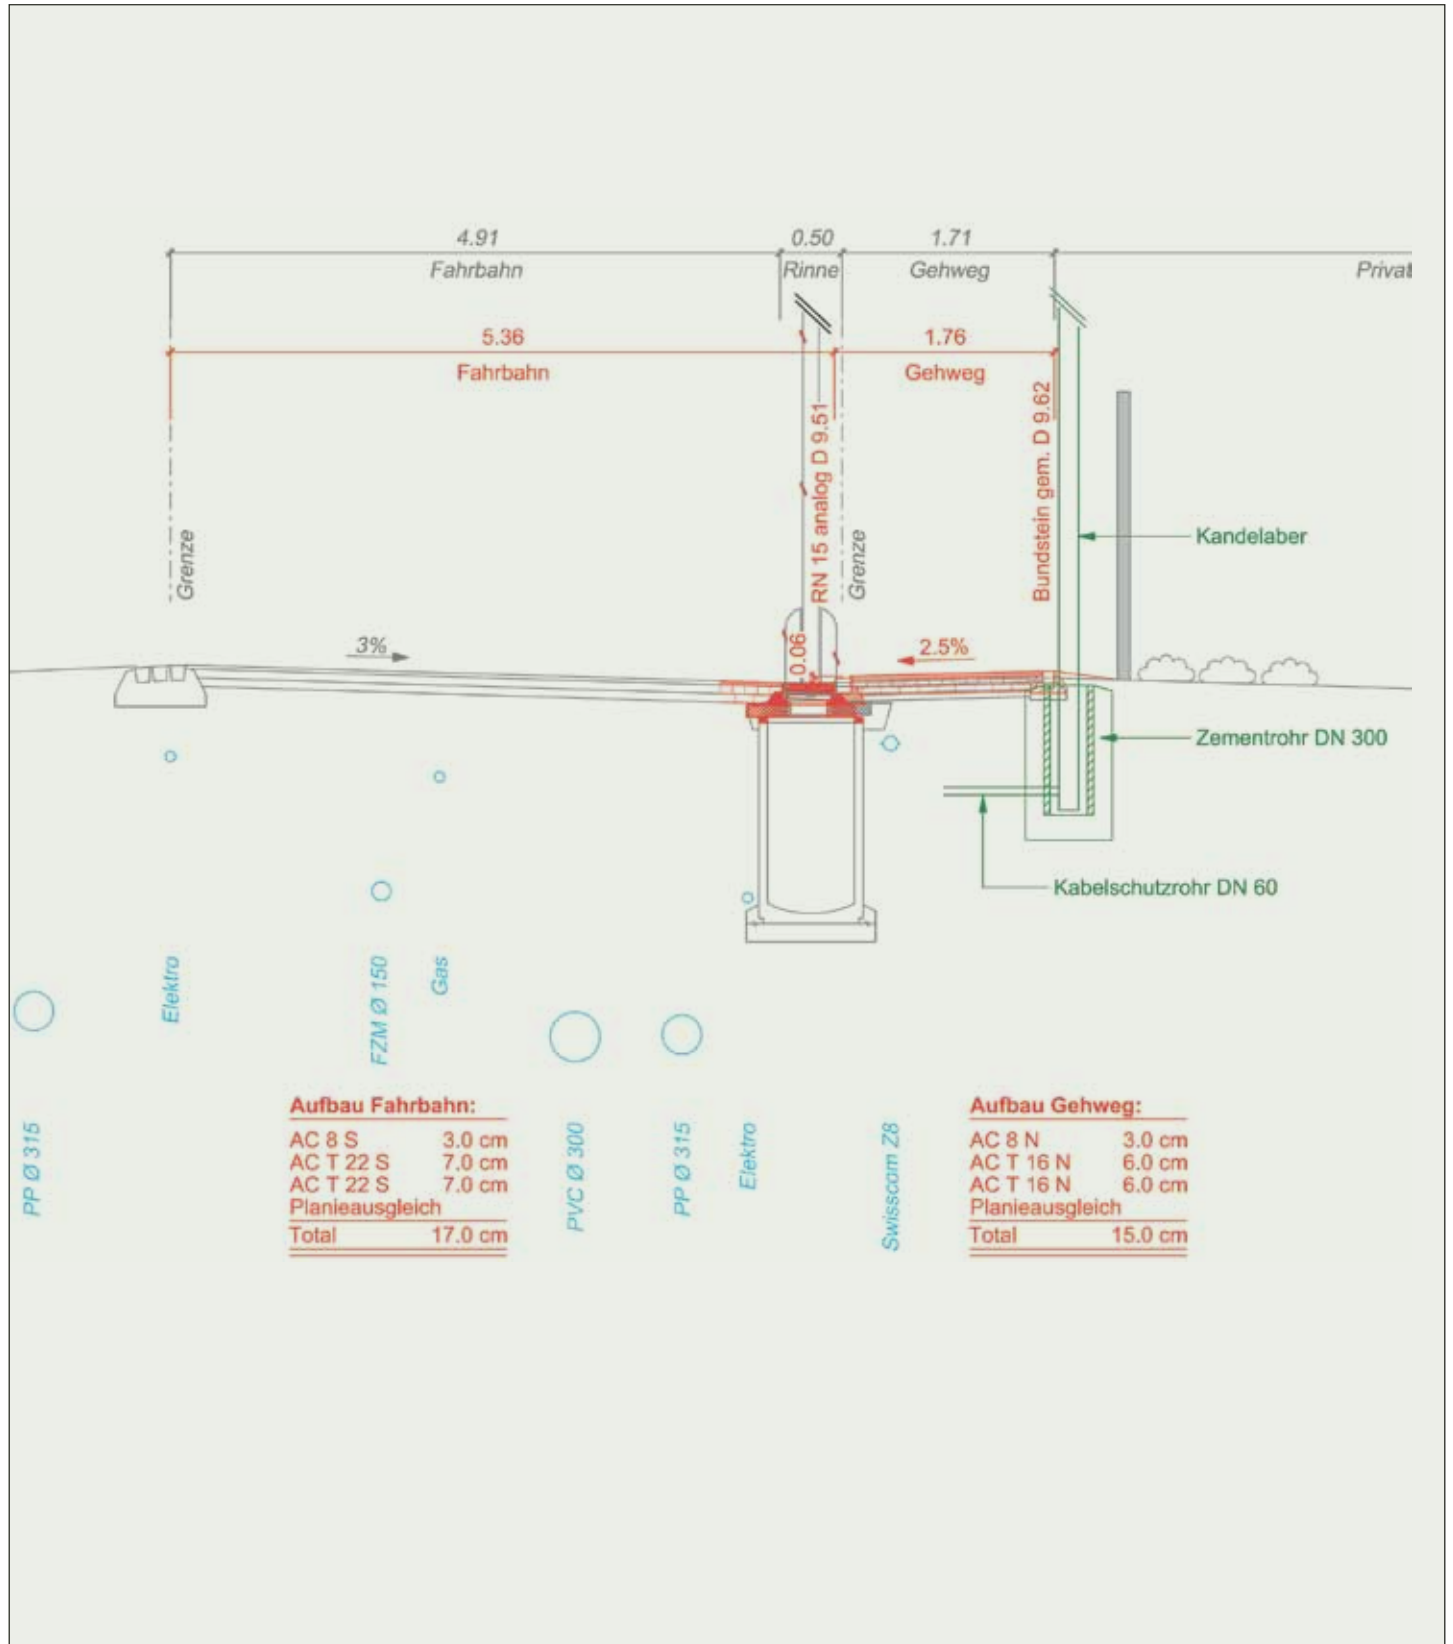 4.91
0.50
1.71
Fahrbahn
Rinne
Gehweg
Privat
5.36
1.76
Fahrbahn
Gehweg
Grenze
RN 15 analog D 9.51
Grenze
Bundstein gem. D 9.62
Kandelaber
3%
0.06
2.5%
Zementrohr DN 300
Kabelschutzrohr DN 60
Elektro
FZM Ø 150
Gas
PP Ø 315
Aufbau Fahrbahn:
AC 8 S 3.0 cm
AC T 22 S 7.0 cm
AC T 22 S 7.0 cm
Planieausgleich
Total 17.0 cm
PVC Ø 300
PP Ø 315
Elektro
Swisscom Z8
Aufbau Gehweg:
AC 8 N 3.0 cm
AC T 16 N 6.0 cm
AC T 16 N 6.0 cm
Planieausgleich
Total 15.0 cm